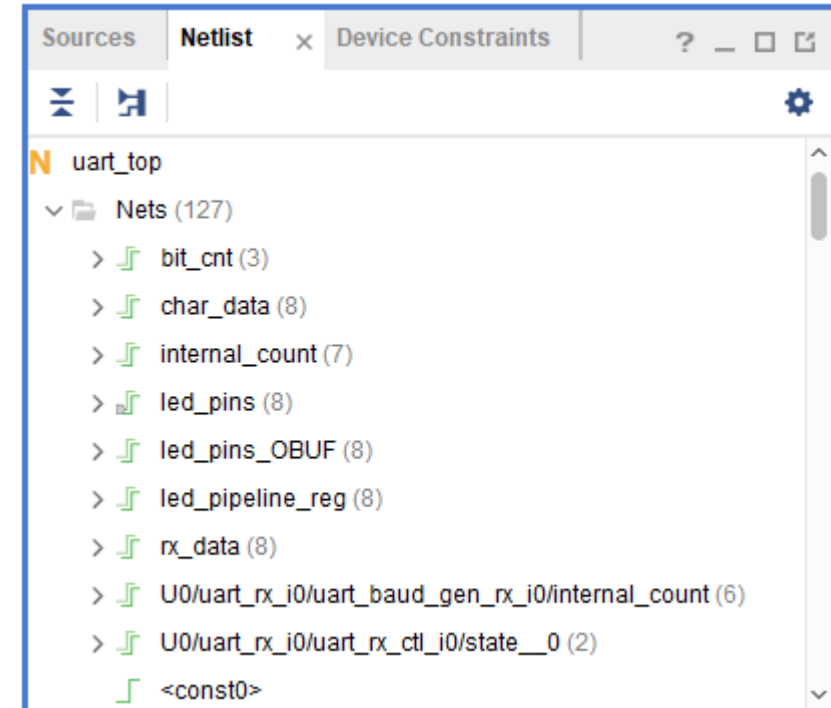 Sources Netlist × Device Constraints ? _
N uart_top
Nets (127)
bit_cnt (3)
char_data (8)
internal_count (7)
led_pins (8)
led_pins_OBUF (8)
led_pipeline_reg (8)
rx_data (8)
U0/uart_rx_i0/uart_baud_gen_rx_i0/internal_count (6)
U0/uart_rx_i0/uart_rx_ctl_i0/state__0 (2)
<const0>